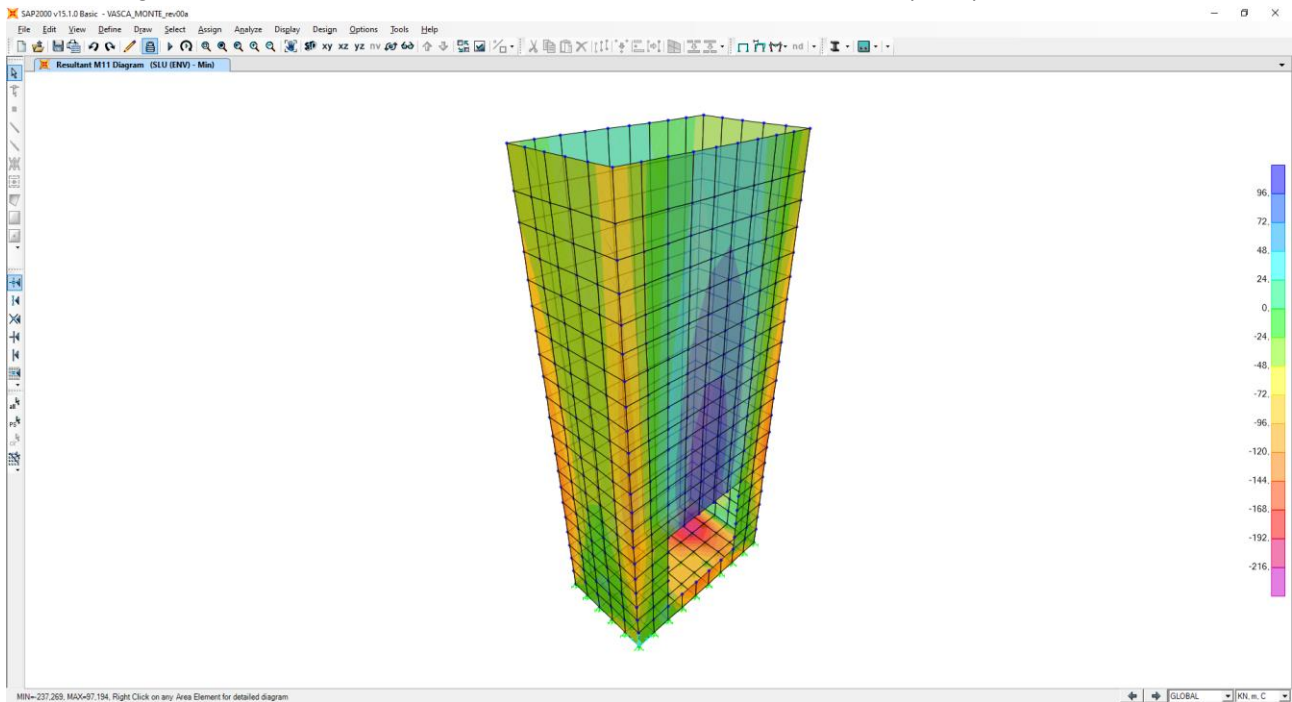 SAP2000 v15.1.0 Basic - VASCA_MONTE_rev00a
File Edit View Define Draw Select Assign Analyze Display Design Options Tools Help
xy xz yz nv nd
Resultant M11 Diagram (SLU (ENV) - Min)
96,
72,
48,
24,
0,
-24,
-48,
-72,
-96,
-120,
-144,
-168,
-192,
-216,
MIN=-237,269, MAX=97,194, Right Click on any Area Element for detailed diagram
GLOBAL
KN, m, C